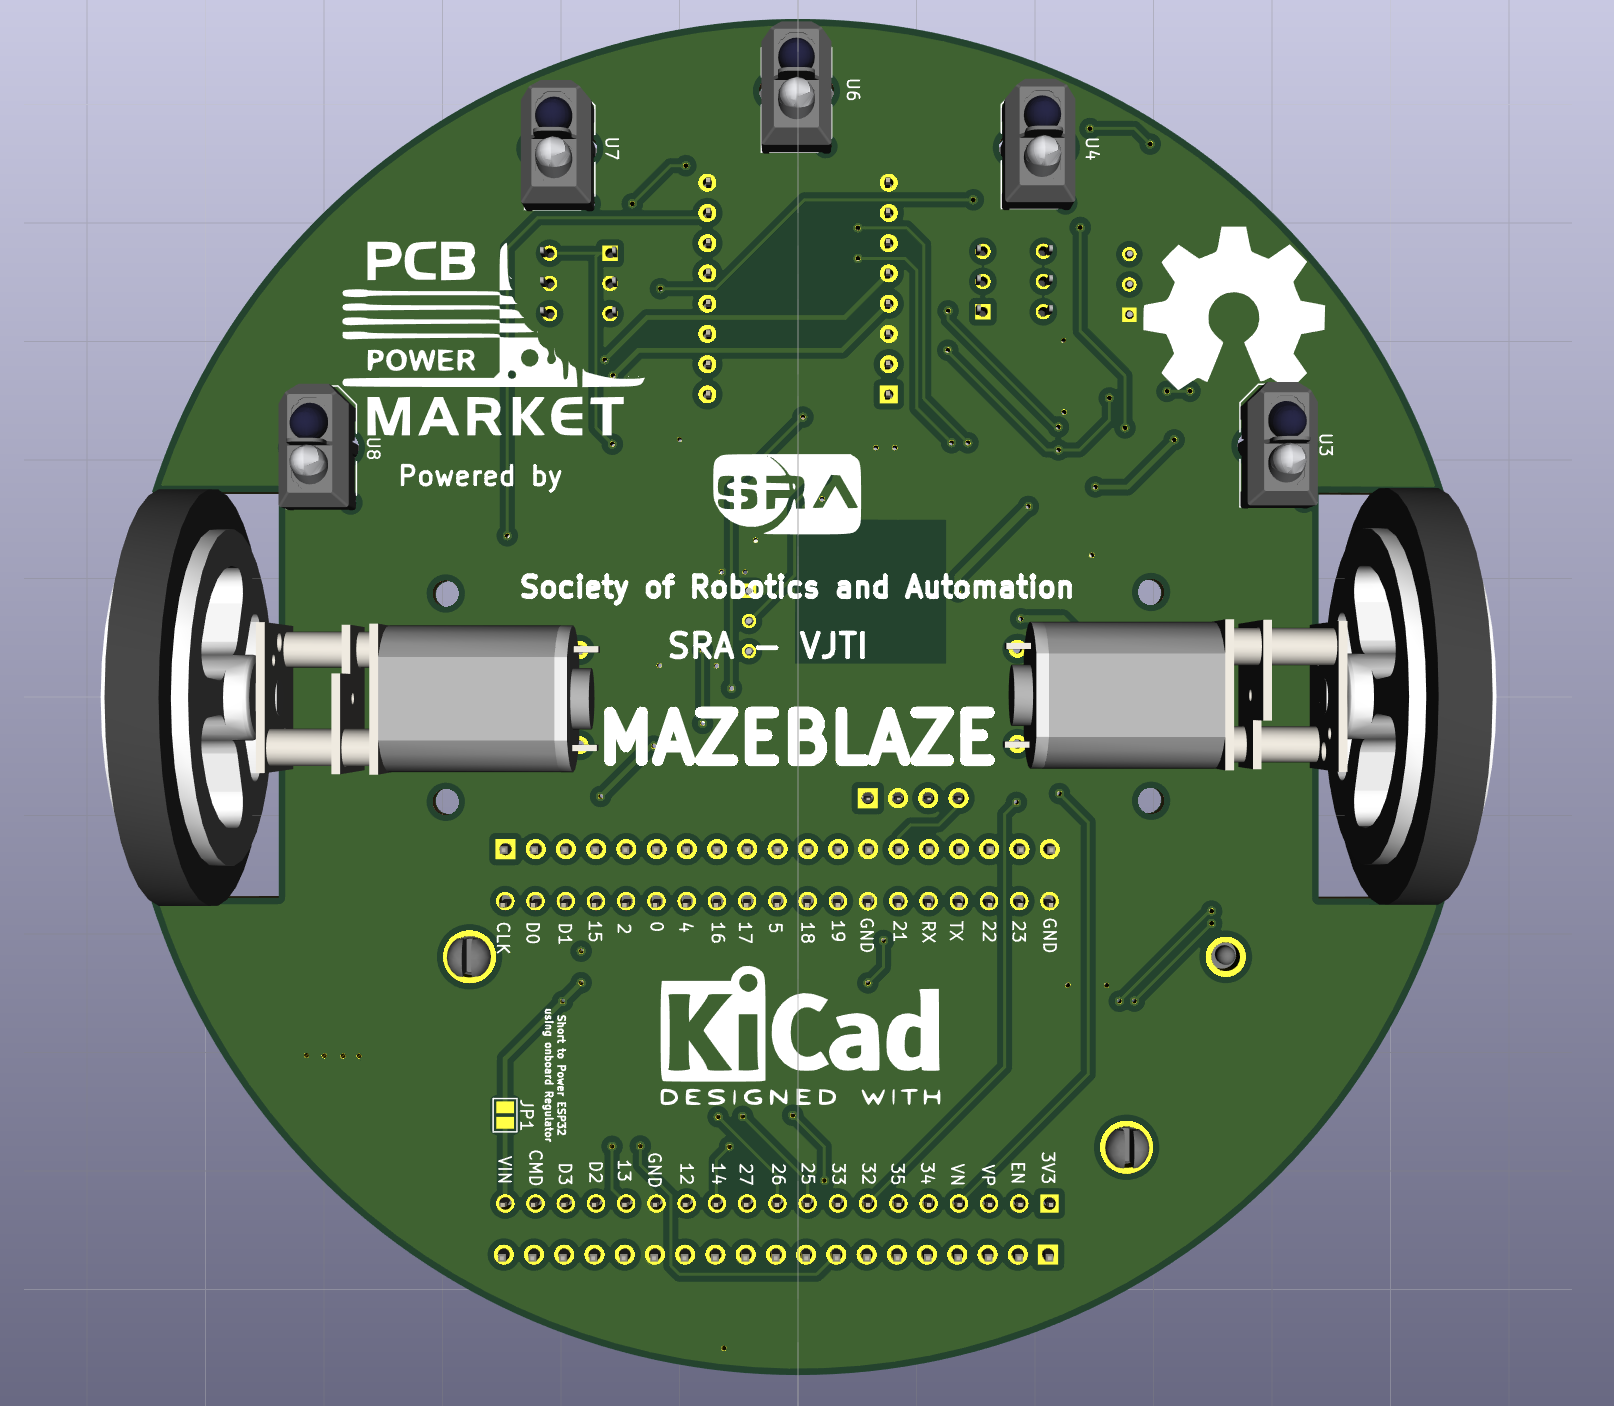 U6
U7
U4
PCB
POWER
MARKET
U8
U3
Powered by
SRA
Society of Robotics and Automation
SRA - VJTI
MAZEBLAZE
CLK D0 D1 15 2 0 4 16 17 5 18 19 GND 21 RX TX 22 23 GND
KiCad
DESIGNED WITH
Short to Power ESP32
using onboard Regulator
JP1
VIN CMD D3 D2 13 GND 12 14 27 26 25 33 32 35 34 VN VP EN 3V3